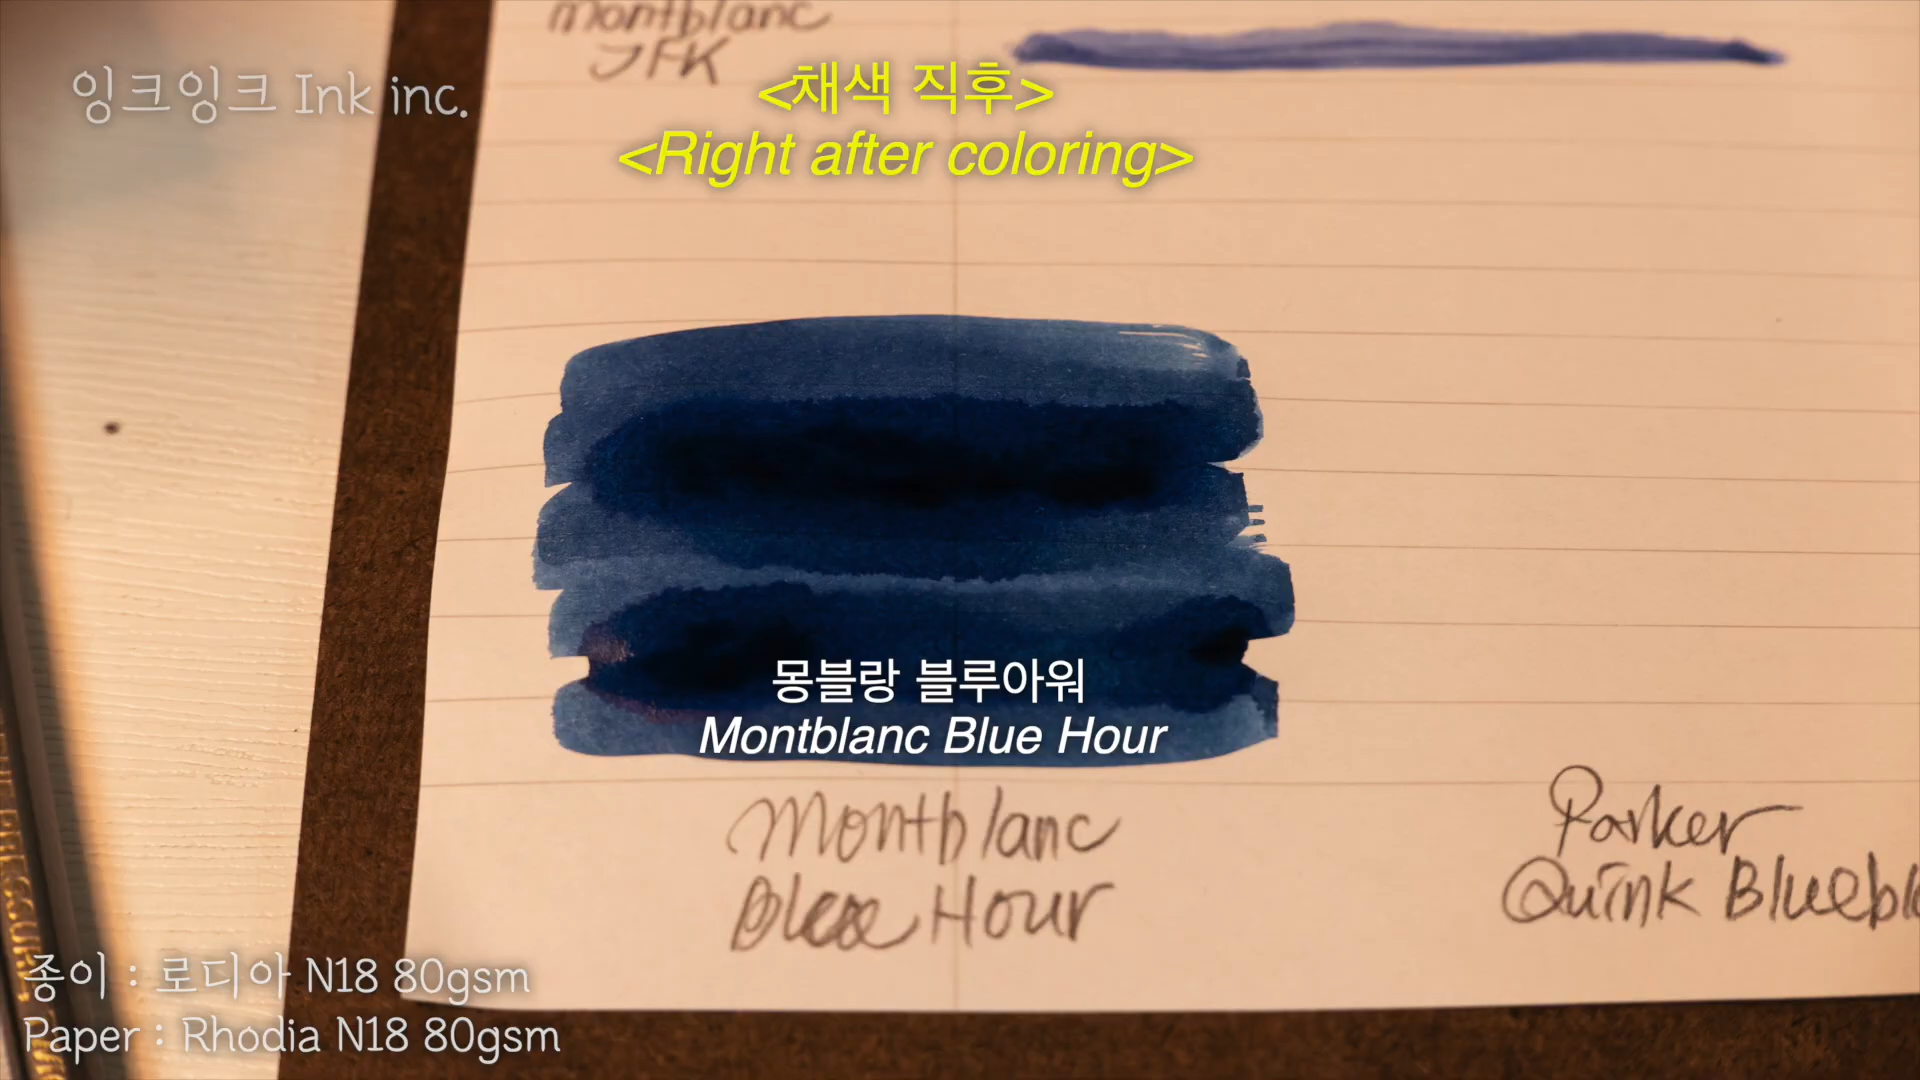 montblanc
JFK
잉크잉크 Ink inc.
<채색 직후>
<Right after coloring>
몽블랑 블루아워
Montblanc Blue Hour
Montblanc
Blue Hour
Parker
Quink Bluebl
종이 : 로디아 N18 80gsm
Paper : Rhodia N18 80gsm